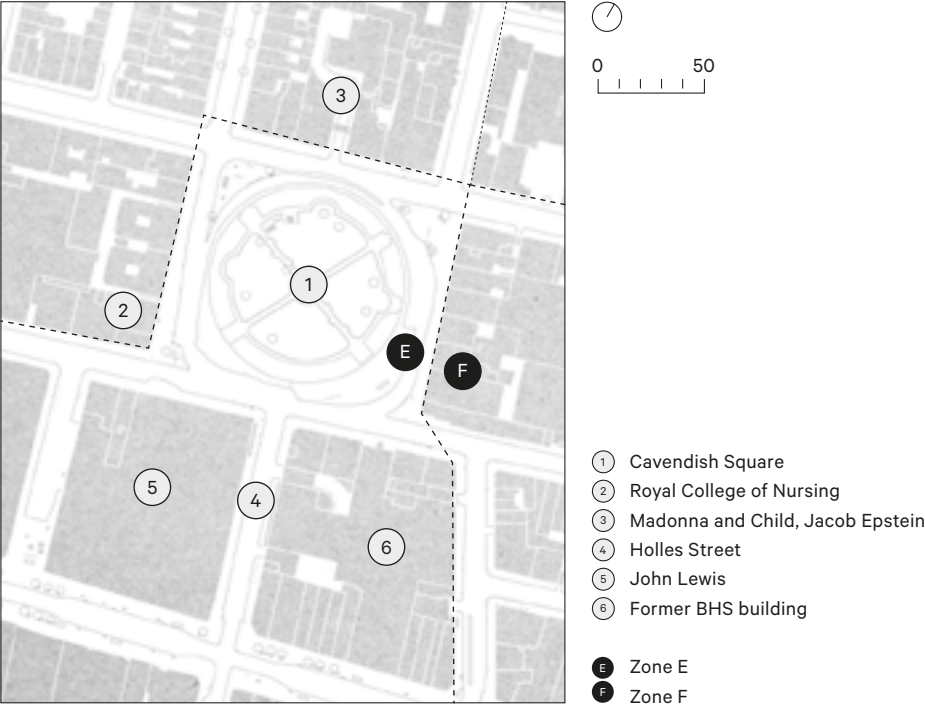 0 50
3
1
2
E
F
5
4
6
1 Cavendish Square
2 Royal College of Nursing
3 Madonna and Child, Jacob Epstein
4 Holles Street
5 John Lewis
6 Former BHS building
E Zone E
F Zone F